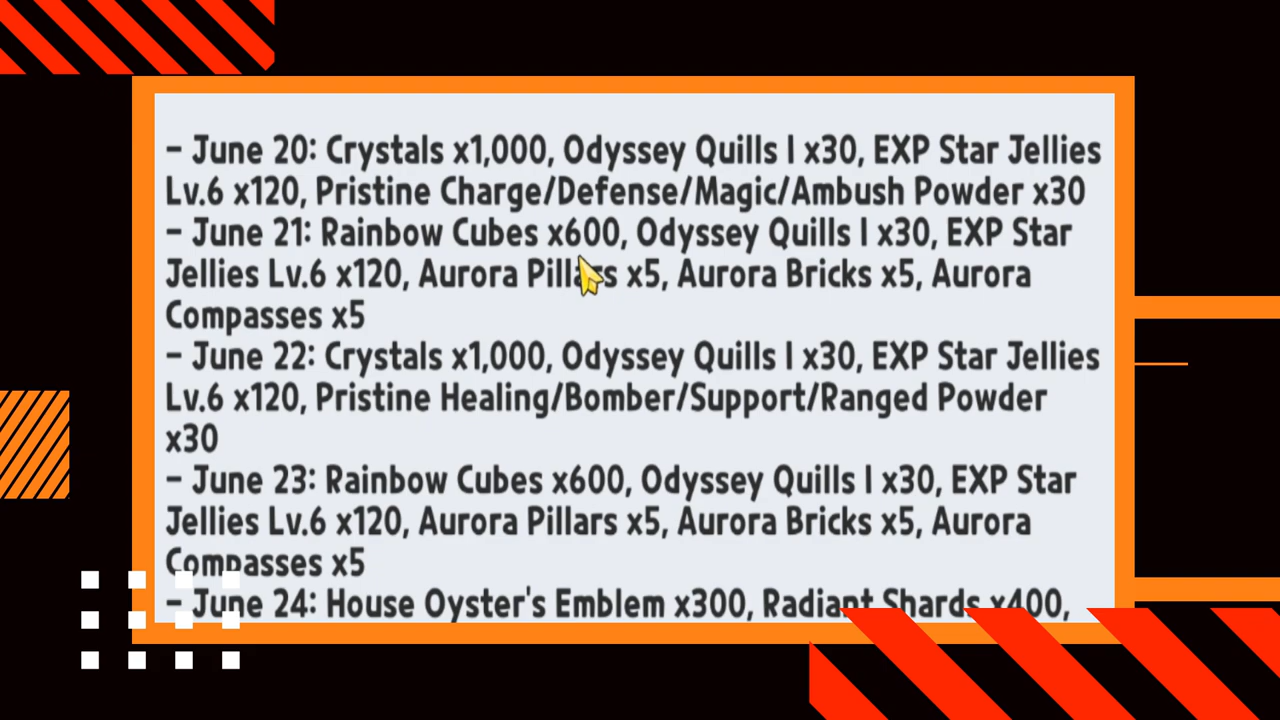 - June 20: Crystals x1,000, Odyssey Quills I x30, EXP Star Jellies
Lv.6 x120, Pristine Charge/Defense/Magic/Ambush Powder x30
- June 21: Rainbow Cubes x600, Odyssey Quills I x30, EXP Star
Jellies Lv.6 x120, Aurora Pillars x5, Aurora Bricks x5, Aurora
Compasses x5
- June 22: Crystals x1,000, Odyssey Quills I x30, EXP Star Jellies
Lv.6 x120, Pristine Healing/Bomber/Support/Ranged Powder
x30
- June 23: Rainbow Cubes x600, Odyssey Quills I x30, EXP Star
Jellies Lv.6 x120, Aurora Pillars x5, Aurora Bricks x5, Aurora
Compasses x5
- June 24: House Oyster's Emblem x300, Radiant Shards x400,